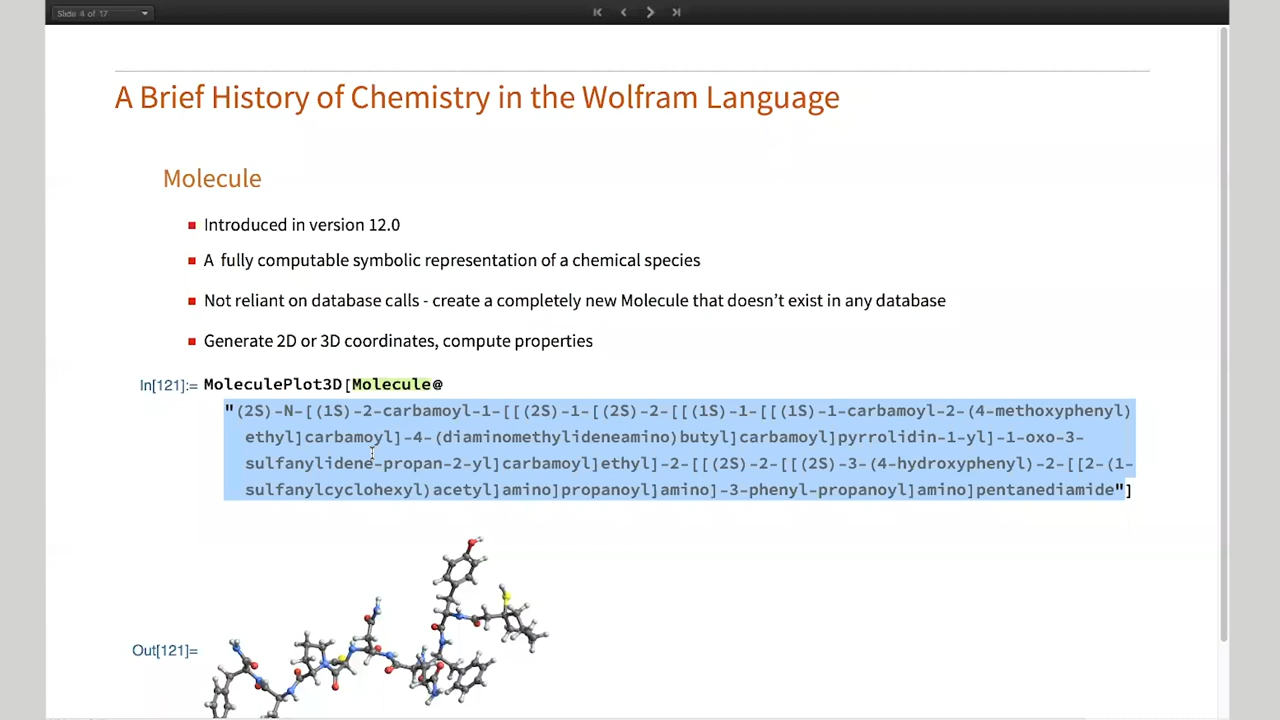 Slide 4 of 17
A Brief History of Chemistry in the Wolfram Language
Molecule
Introduced in version 12.0
A fully computable symbolic representation of a chemical species
Not reliant on database calls - create a completely new Molecule that doesn't exist in any database
Generate 2D or 3D coordinates, compute properties
In[121]:= MoleculePlot3D[Molecule@
"(2S)-N-[(1S)-2-carbamoyl-1-[[(2S)-1-[(2S)-2-[[(1S)-1-[[(1S)-1-carbamoyl-2-(4-methoxyphenyl)
ethyl]carbamoyl]-4-(diaminomethylideneamino)butyl]carbamoyl]pyrrolidin-1-yl]-1-oxo-3-
sulfanylidene-propan-2-yl]carbamoyl]ethyl]-2-[[(2S)-2-[[(2S)-3-(4-hydroxyphenyl)-2-[[2-(1-
sulfanylcyclohexyl)acetyl]amino]propanoyl]amino]-3-phenyl-propanoyl]amino]pentanediamide"]
Out[121]=